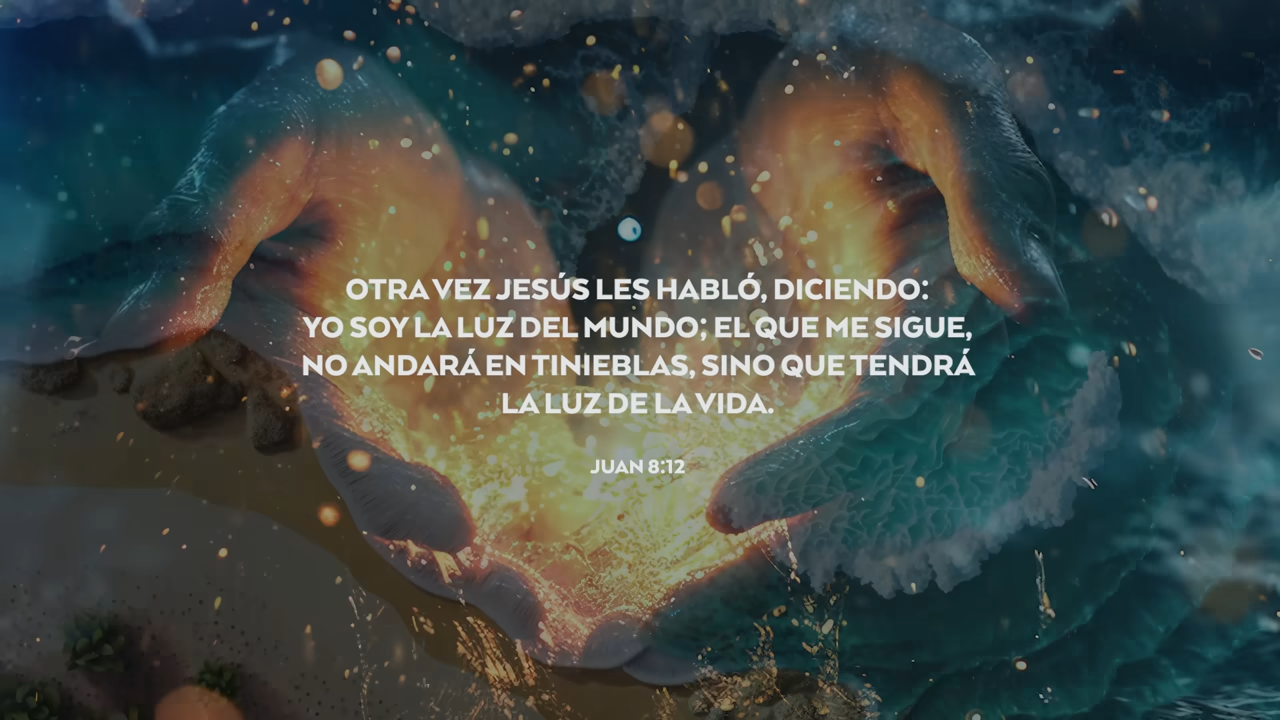 OTRA VEZ JESÚS LES HABLÓ, DICIENDO:
YO SOY LA LUZ DEL MUNDO; EL QUE ME SIGUE,
NO ANDARÁ EN TINIEBLAS, SINO QUE TENDRÁ
LA LUZ DE LA VIDA.
JUAN 8:12